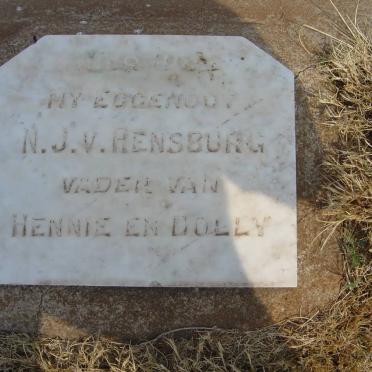 MY EGGENOOT
N.J.V. RENSBURG
VADER VAN
HENNIE EN DOLLY